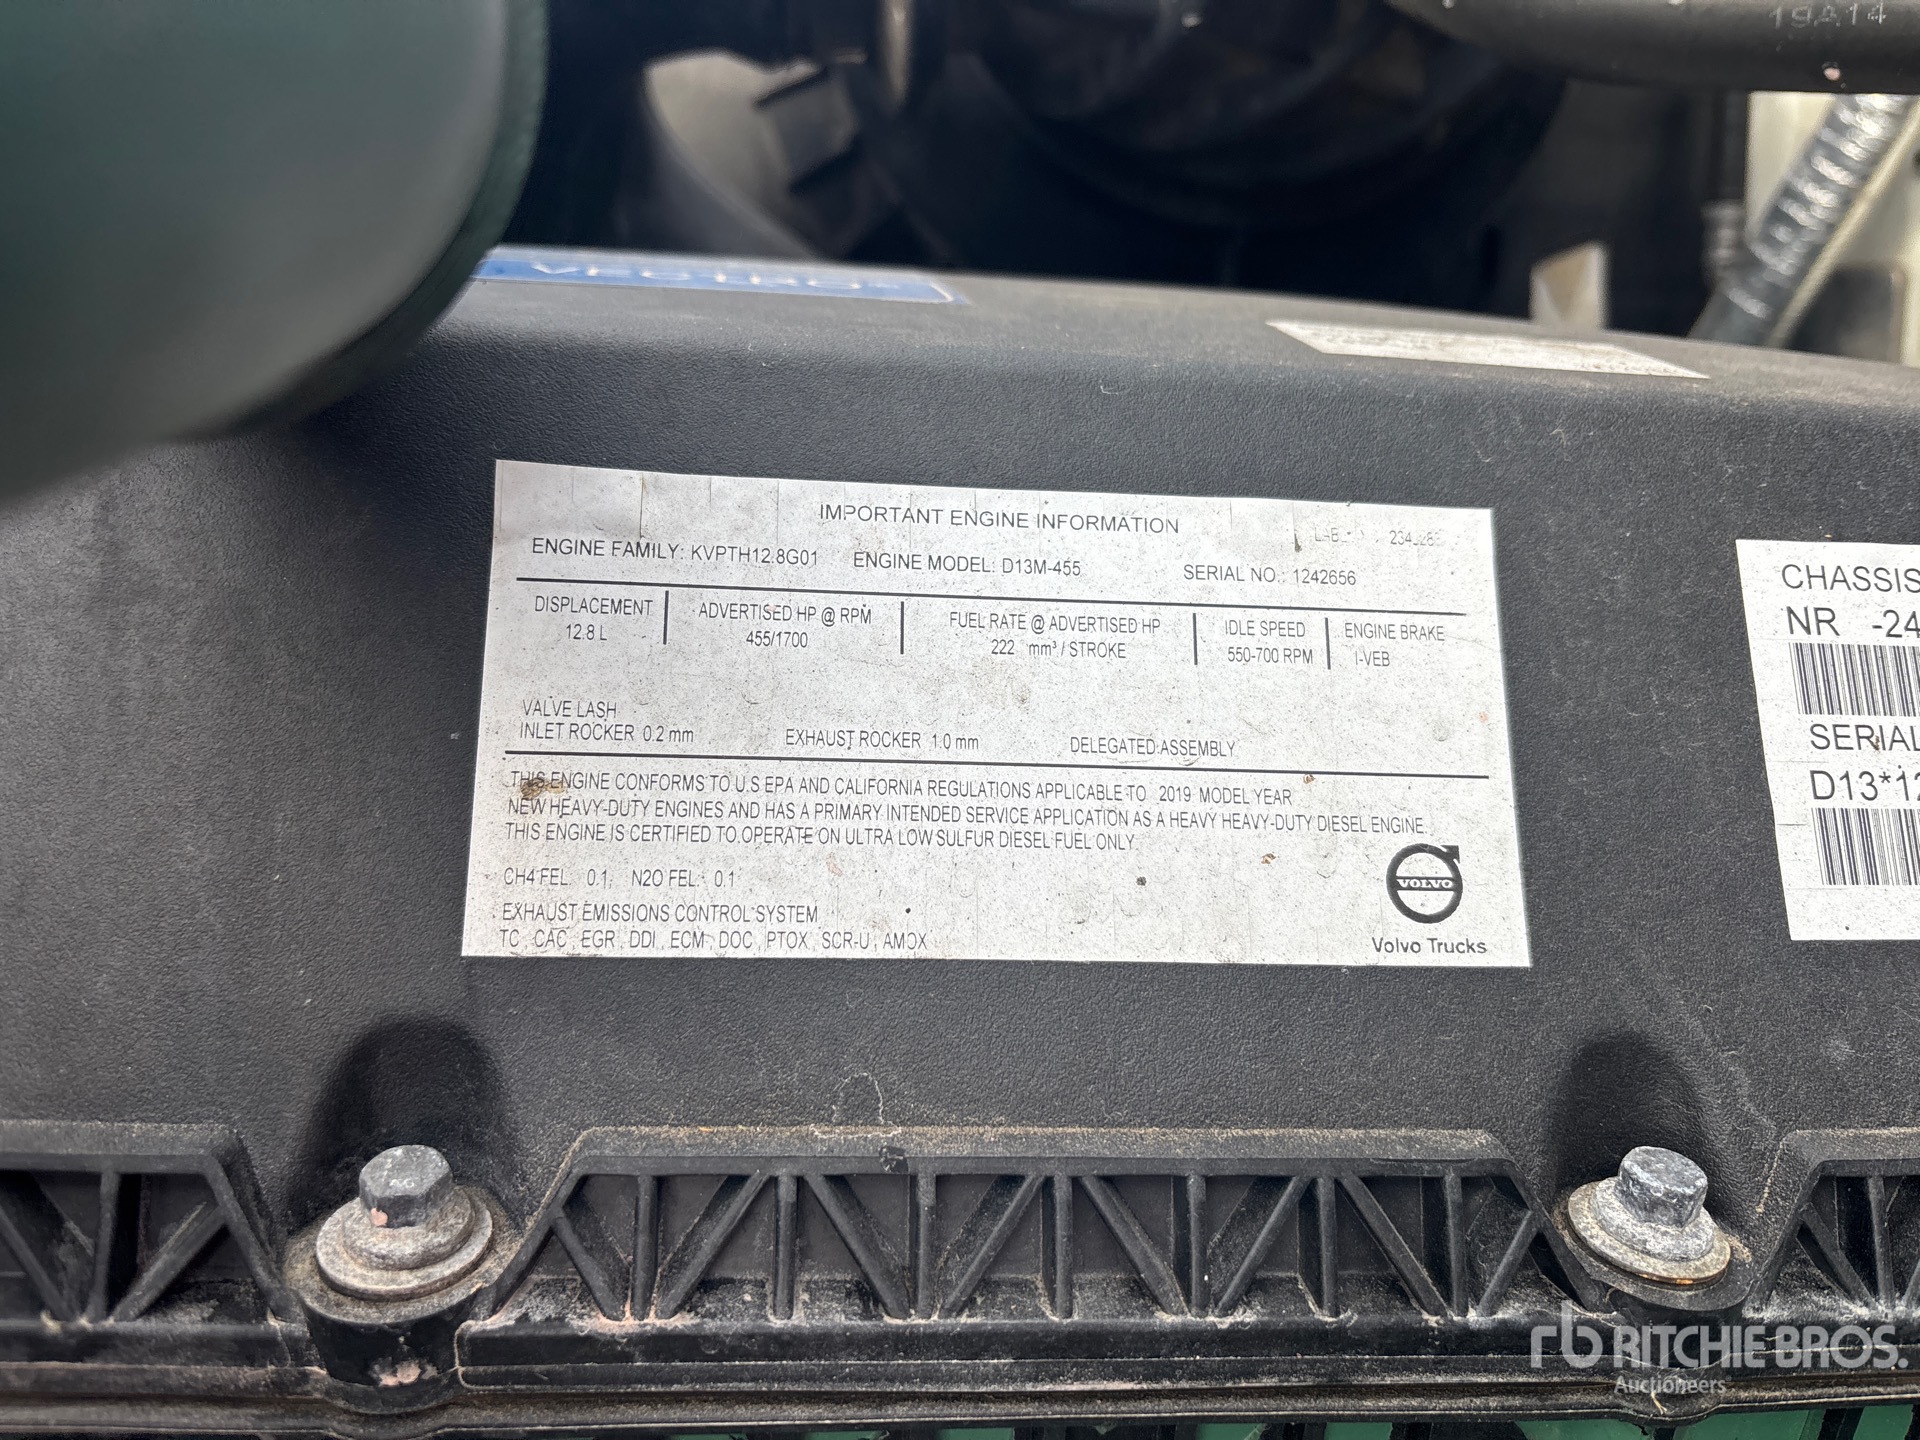 19A14
IMPORTANT ENGINE INFORMATION
ENGINE FAMILY: KVPTH12.8G01 ENGINE MODEL: D13M-455 SERIAL NO.: 1242656
DISPLACEMENT ADVERTISED HP @ RPM FUEL RATE @ ADVERTISED HP IDLE SPEED ENGINE BRAKE
12.8 L 455/1700 222 mm³ / STROKE 550-700 RPM I-VEB
VALVE LASH
INLET ROCKER 0.2 mm EXHAUST ROCKER 1.0 mm DELEGATED ASSEMBLY
THIS ENGINE CONFORMS TO U.S EPA AND CALIFORNIA REGULATIONS APPLICABLE TO 2019 MODEL YEAR
NEW HEAVY-DUTY ENGINES AND HAS A PRIMARY INTENDED SERVICE APPLICATION AS A HEAVY HEAVY-DUTY DIESEL ENGINE.
THIS ENGINE IS CERTIFIED TO OPERATE ON ULTRA LOW SULFUR DIESEL FUEL ONLY.
CH4 FEL: 0.1, N2O FEL: 0.1
EXHAUST EMISSIONS CONTROL SYSTEM
TC, CAC, EGR, DDI, ECM, DOC, PTOX, SCR-U, AMOX
VOLVO
Volvo Trucks
CHASSIS
NR -24
SERIAL
D13*12
rb RITCHIE BROS.
Auctioneers